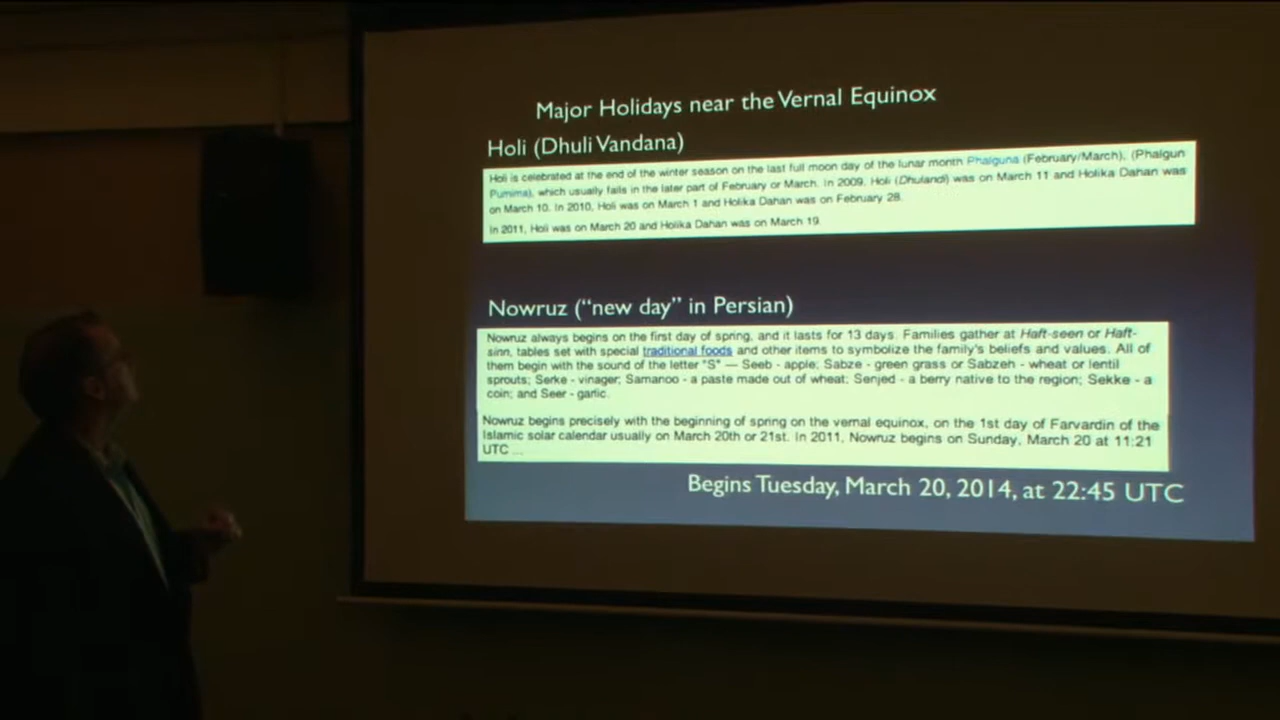 Major Holidays near the Vernal Equinox
Holi (Dhuli Vandana)
Holi is celebrated at the end of the winter season on the last full moon day of the lunar month Phalguna (February/March), (Phalgun
Purnima), which usually falls in the later part of February or March. In 2009, Holi (Dhulandi) was on March 11 and Holika Dahan was
on March 10. In 2010, Holi was on March 1 and Holika Dahan was on February 28.
In 2011, Holi was on March 20 and Holika Dahan was on March 19.
Nowruz (“new day” in Persian)
Nowruz always begins on the first day of spring, and it lasts for 13 days. Families gather at Haft-seen or Haft-
sinn, tables set with special traditional foods and other items to symbolize the family's beliefs and values. All of
them begin with the sound of the letter "S" — Seeb - apple; Sabze - green grass or Sabzeh - wheat or lentil
sprouts; Serke - vinager; Samanoo - a paste made out of wheat; Senjed - a berry native to the region; Sekke - a
coin; and Seer - garlic.
Nowruz begins precisely with the beginning of spring on the vernal equinox, on the 1st day of Farvardin of the
Islamic solar calendar usually on March 20th or 21st. In 2011, Nowruz begins on Sunday, March 20 at 11:21
UTC ...
Begins Tuesday, March 20, 2014, at 22:45 UTC